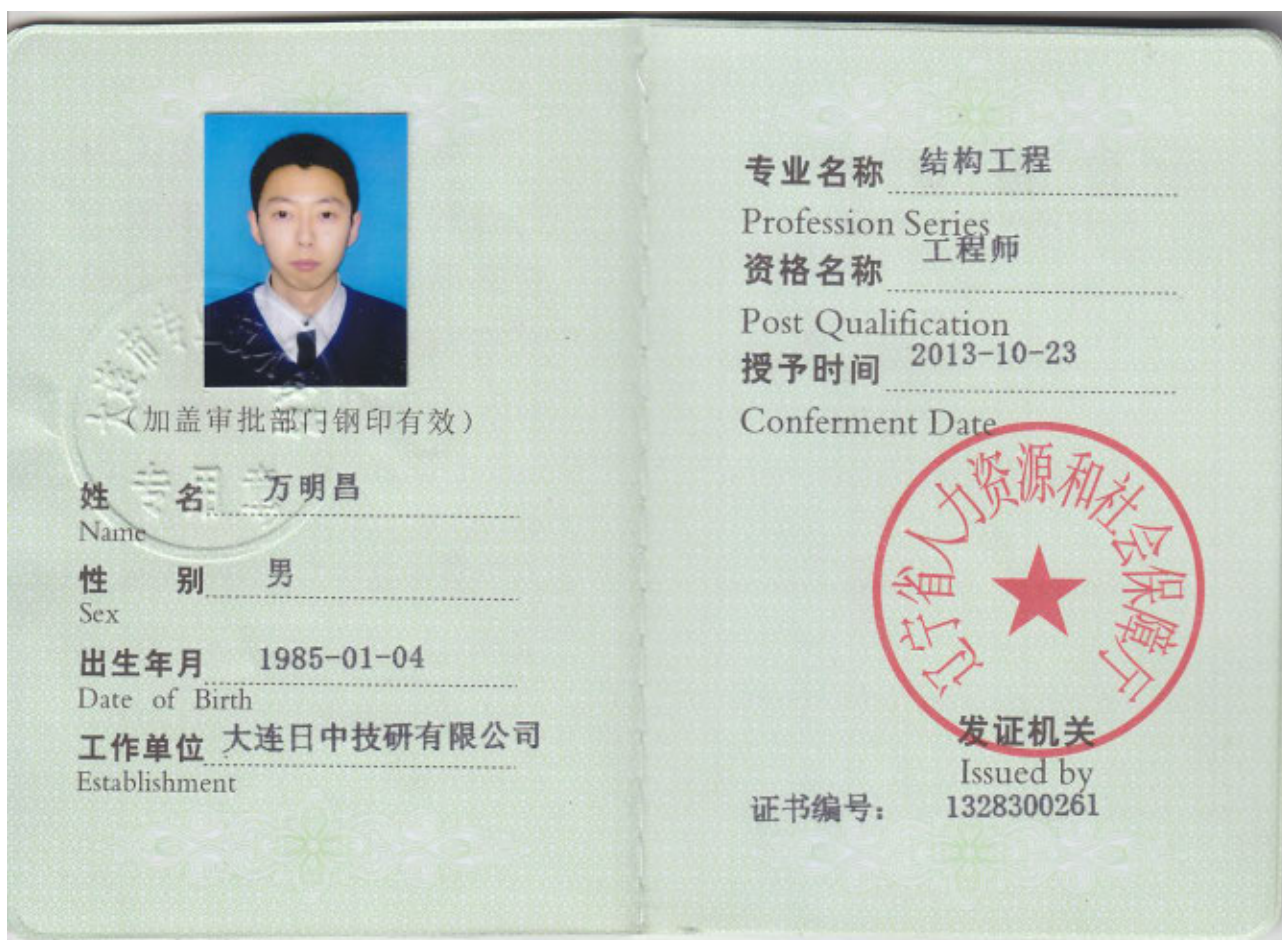 （加盖审批部门钢印有效）
专用章
姓 名 万明昌
Name
性 别 男
Sex
出生年月 1985-01-04
Date of Birth
工作单位 大连日中技研有限公司
Establishment
专业名称 结构工程
Profession Series
资格名称 工程师
Post Qualification
授予时间 2013-10-23
Conferment Date
辽宁省人力资源和社会保障厅
发证机关
Issued by
证书编号： 1328300261